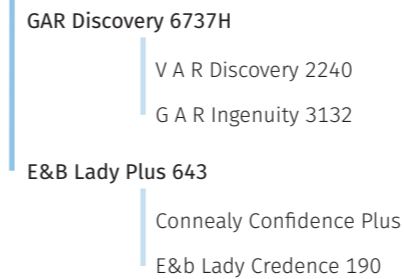 GAR Discovery 6737H
V A R Discovery 2240
G A R Ingenuity 3132
E&B Lady Plus 643
Connealy Confidence Plus
E&b Lady Credence 190